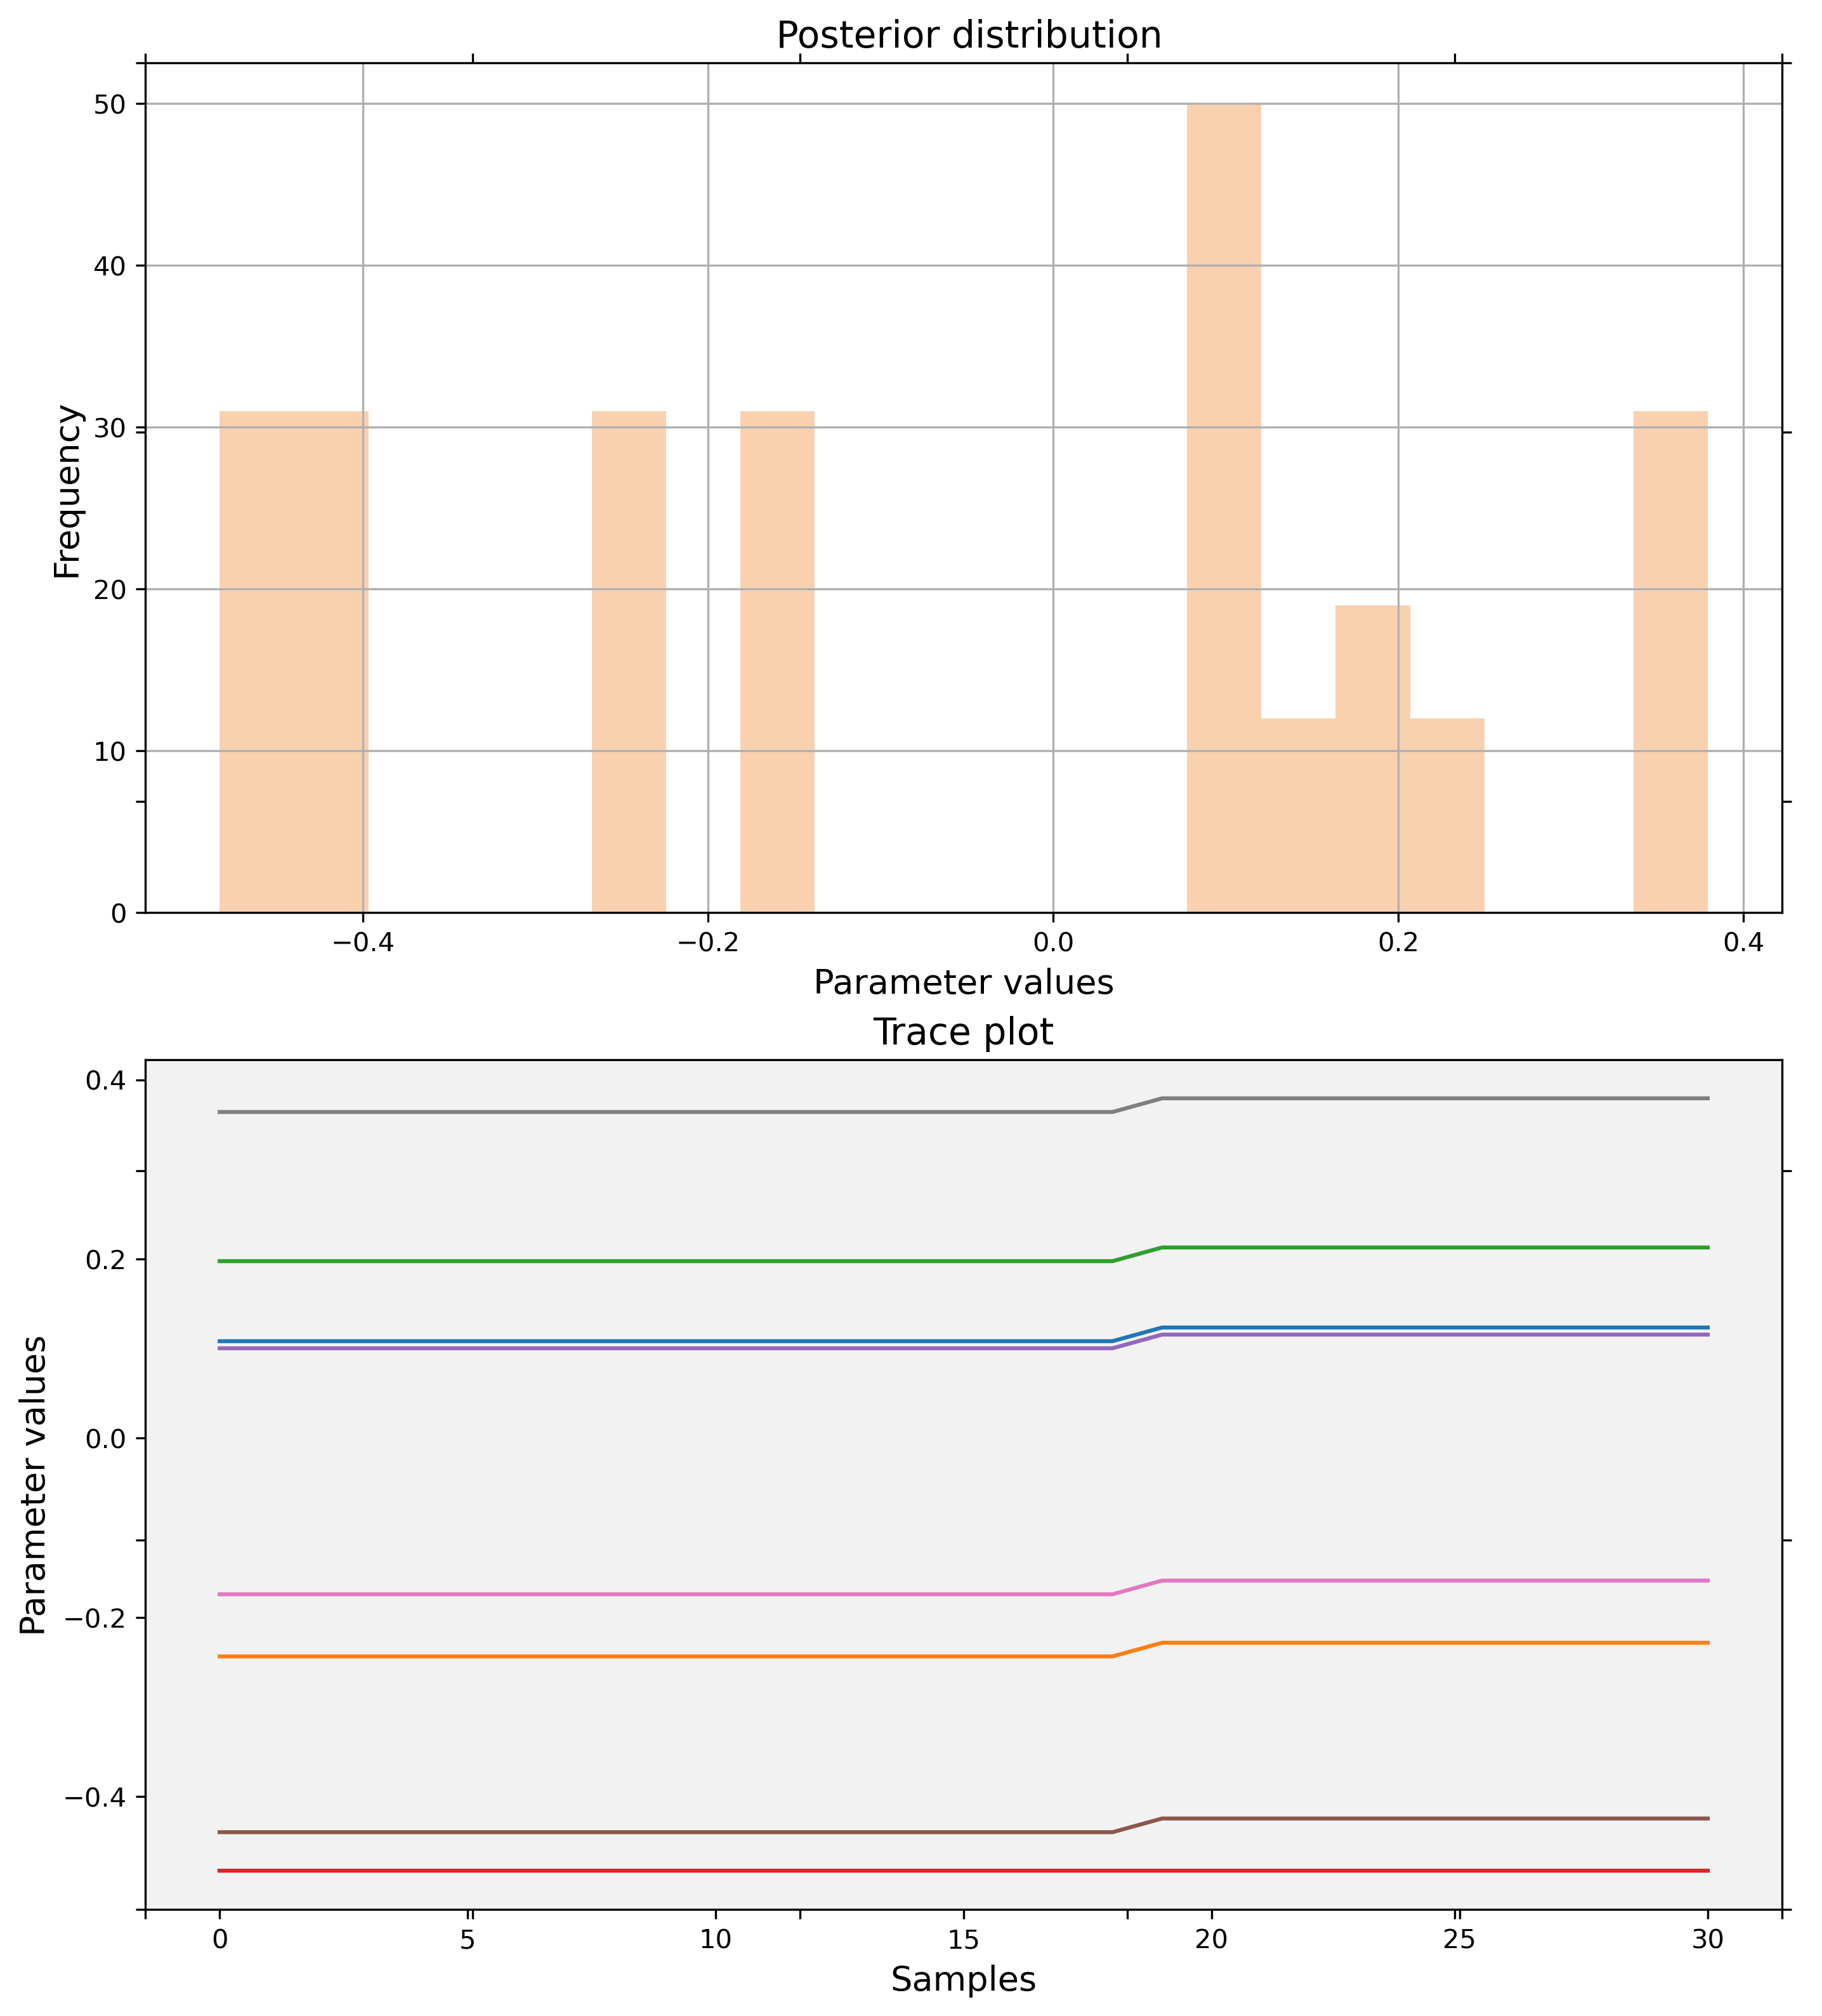 Posterior distribution
50
40
30
20
10
0
Frequency
−0.4 −0.2 0.0 0.2 0.4
Parameter values
Trace plot
0.4
0.2
0.0
−0.2
−0.4
Parameter values
0 5 10 15 20 25 30
Samples